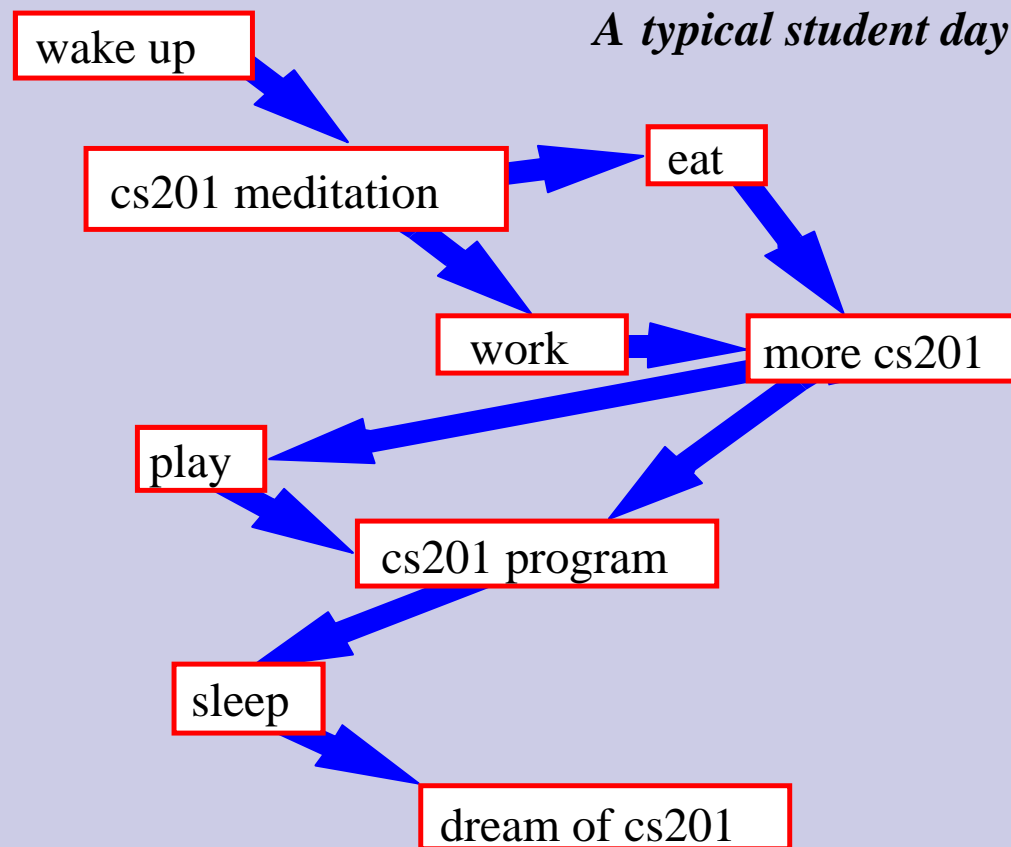 A typical student day
wake up
cs201 meditation
eat
work
more cs201
play
cs201 program
sleep
dream of cs201